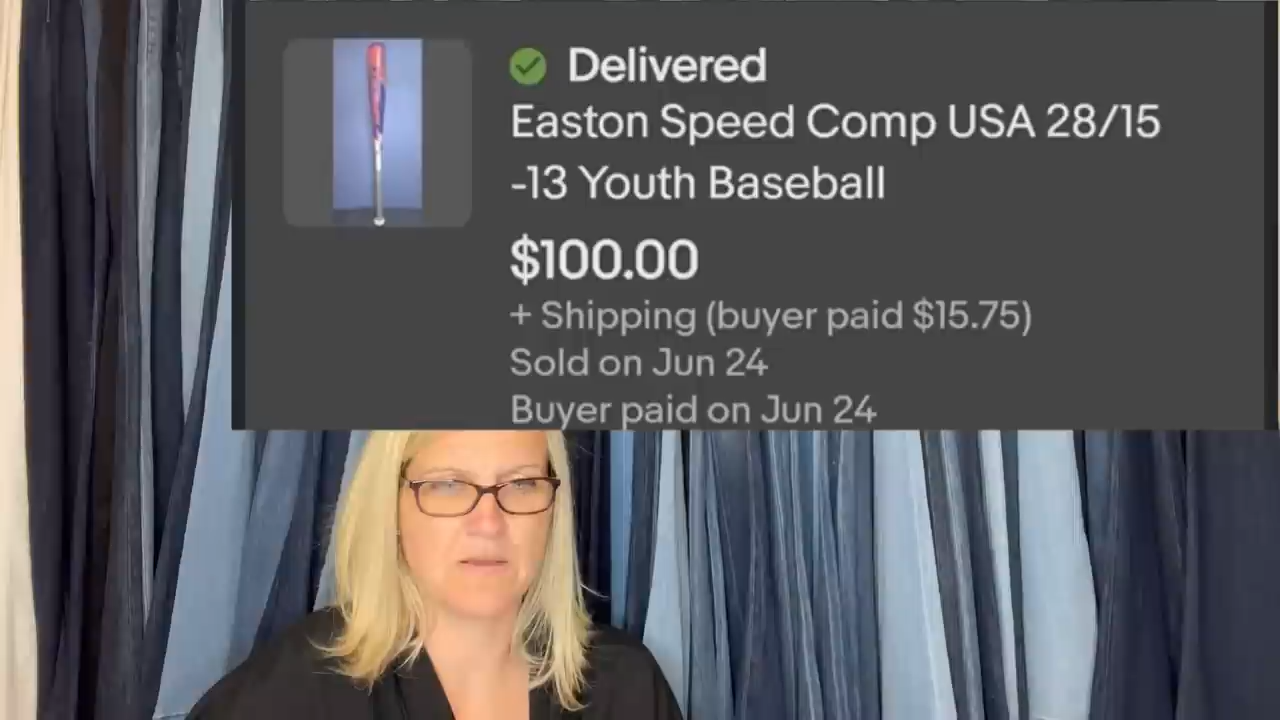 Delivered
Easton Speed Comp USA 28/15
-13 Youth Baseball
$100.00
+ Shipping (buyer paid $15.75)
Sold on Jun 24
Buyer paid on Jun 24